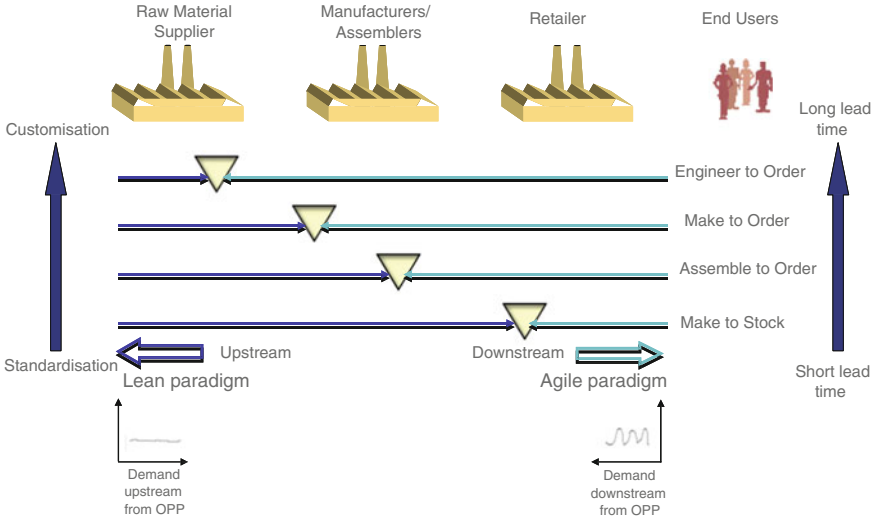 Raw Material
Supplier
Manufacturers/
Assemblers
Retailer
End Users
Customisation
Long lead
time
Engineer to Order
Make to Order
Assemble to Order
Make to Stock
Standardisation
Upstream
Downstream
Lean paradigm
Agile paradigm
Short lead
time
Demand
upstream
from OPP
Demand
downstream
from OPP